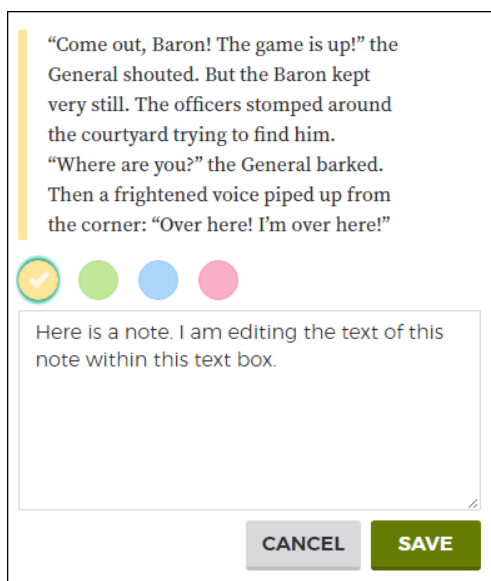 “Come out, Baron! The game is up!” the
General shouted. But the Baron kept
very still. The officers stomped around
the courtyard trying to find him.
“Where are you?” the General barked.
Then a frightened voice piped up from
the corner: “Over here! I’m over here!”
Here is a note. I am editing the text of this
note within this text box.
CANCEL SAVE